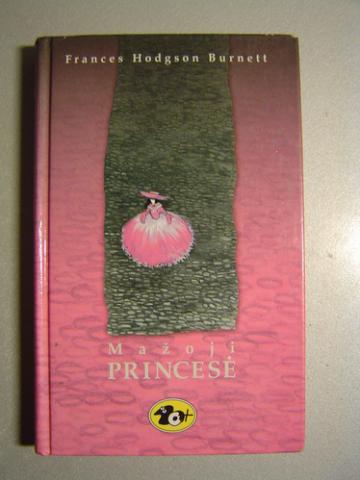 Frances Hodgson Burnett
Mažoji
PRINCESĖ